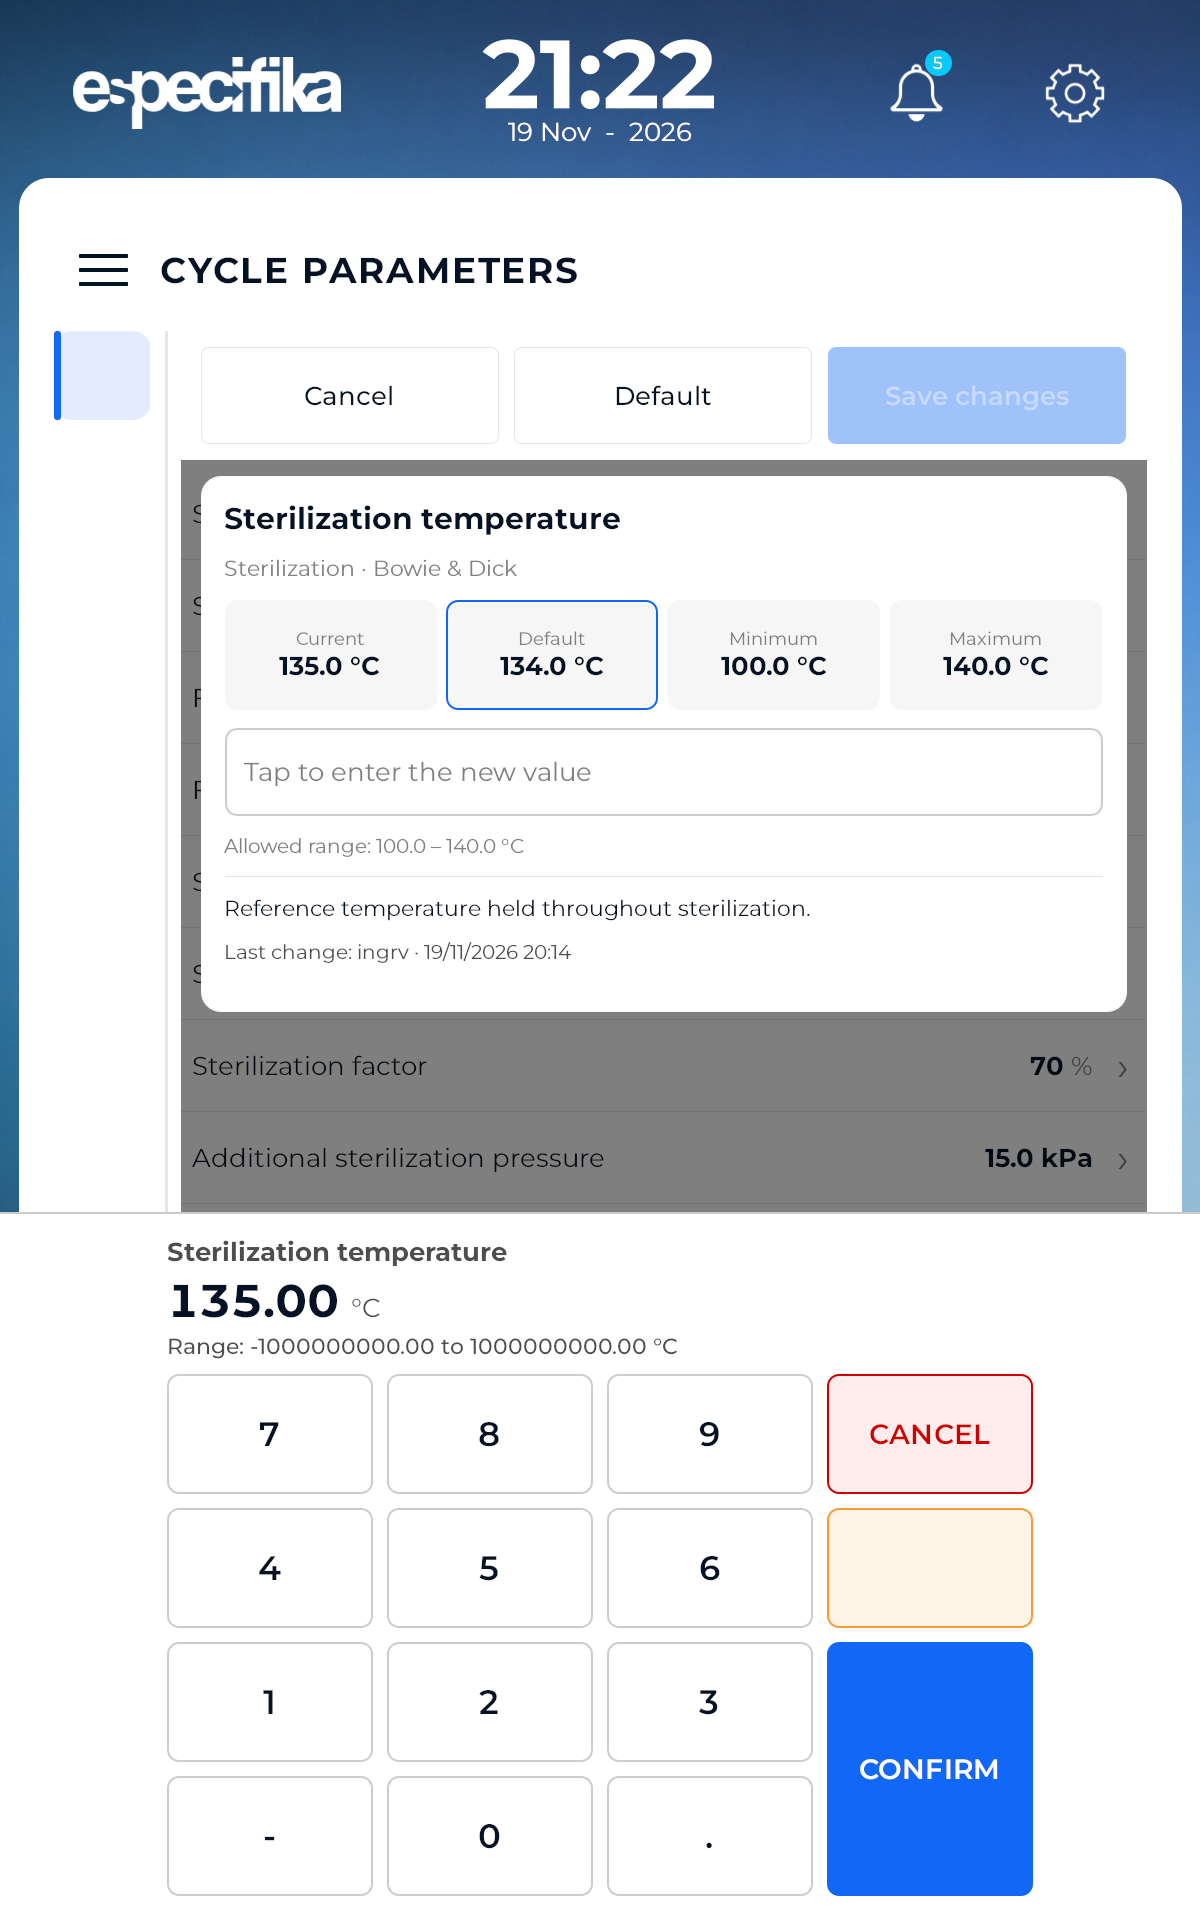 e-specifika
21:22
5
19 Nov - 2026
CYCLE PARAMETERS
Cancel
Default
Save changes
Sterilization temperature
Sterilization · Bowie & Dick
Current
Default
Minimum
Maximum
135.0 °C
134.0 °C
100.0 °C
140.0 °C
Tap to enter the new value
Allowed range: 100.0 – 140.0 °C
Reference temperature held throughout sterilization.
Last change: ingrv · 19/11/2026 20:14
Sterilization factor
70 %
Additional sterilization pressure
15.0 kPa
Sterilization temperature
135.00 °C
Range: -1000000000.00 to 1000000000.00 °C
7
8
9
CANCEL
4
5
6
1
2
3
CONFIRM
-
0
.